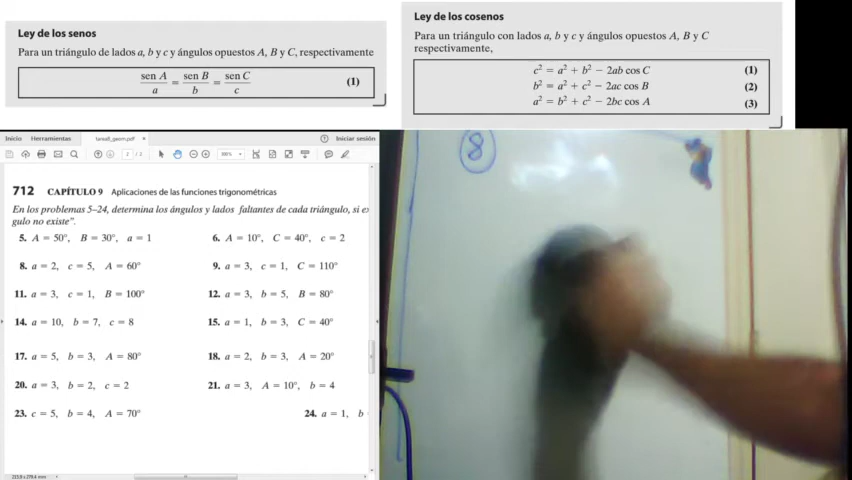 Ley de los senos
Para un triángulo de lados a, b y c y ángulos opuestos A, B y C, respectivamente
sen A / a = sen B / b = sen C / c (1)
Ley de los cosenos
Para un triángulo con lados a, b y c y ángulos opuestos A, B y C
respectivamente,
c² = a² + b² − 2ab cos C (1)
b² = a² + c² − 2ac cos B (2)
a² = b² + c² − 2bc cos A (3)
Inicio Herramientas tarea8_geom.pdf × Iniciar sesión
2 / 2
712 CAPÍTULO 9 Aplicaciones de las funciones trigonométricas
En los problemas 5–24, determina los ángulos y lados faltantes de cada triángulo, si e
gulo no existe".
5. A = 50°, B = 30°, a = 1 6. A = 10°, C = 40°, c = 2
8. a = 2, c = 5, A = 60° 9. a = 3, c = 1, C = 110°
11. a = 3, c = 1, B = 100° 12. a = 3, b = 5, B = 80°
14. a = 10, b = 7, c = 8 15. a = 1, b = 3, C = 40°
17. a = 5, b = 3, A = 80° 18. a = 2, b = 3, A = 20°
20. a = 3, b = 2, c = 2 21. a = 3, A = 10°, b = 4
23. c = 5, b = 4, A = 70° 24. a = 1, b
8